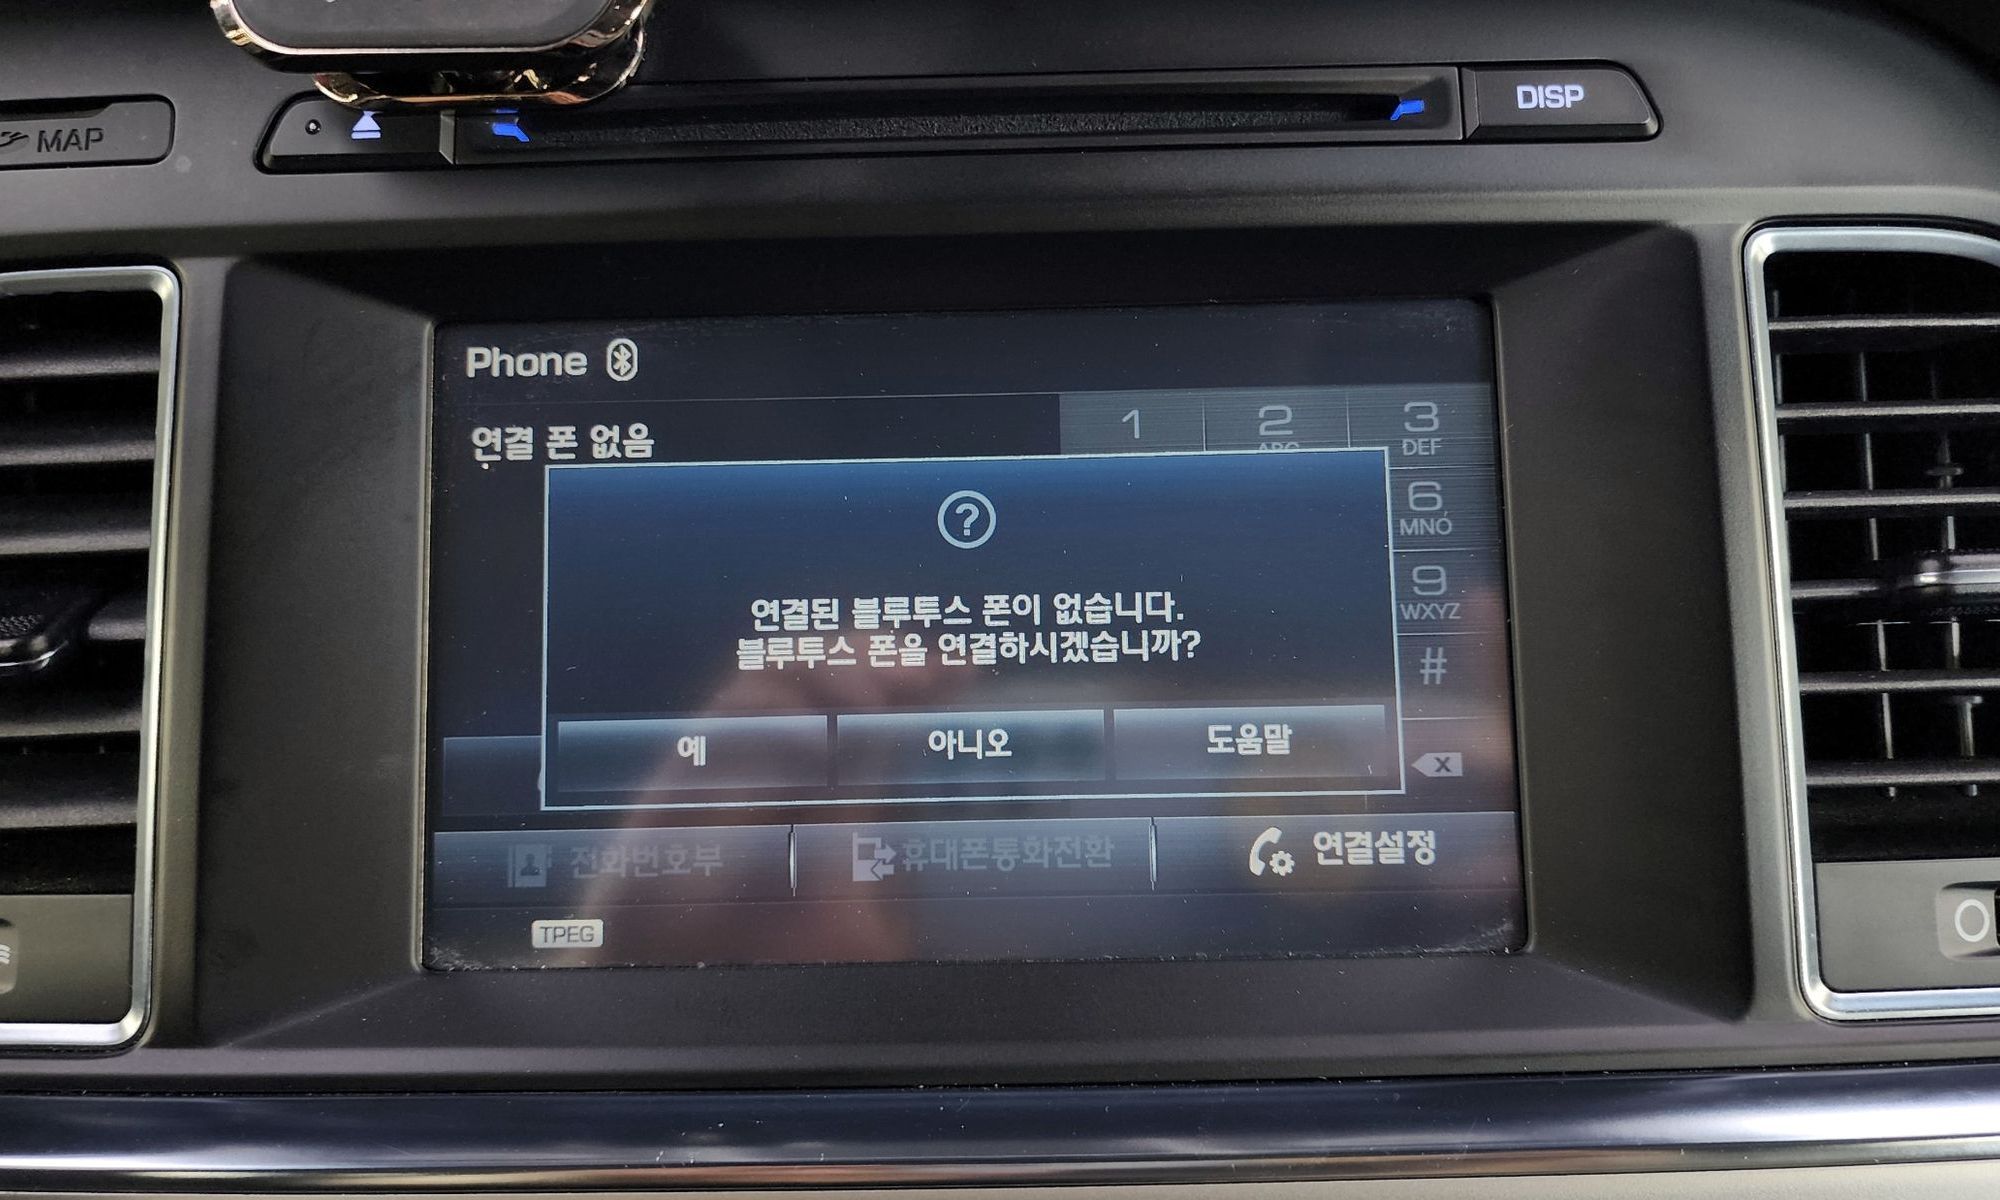 MAP
DISP
Phone
연결 폰 없음
1
2
ABC
3
DEF
6
MNO
9
WXYZ
#
연결된 블루투스 폰이 없습니다.
블루투스 폰을 연결하시겠습니까?
예
아니오
도움말
X
전화번호부
휴대폰통화전환
연결설정
TPEG